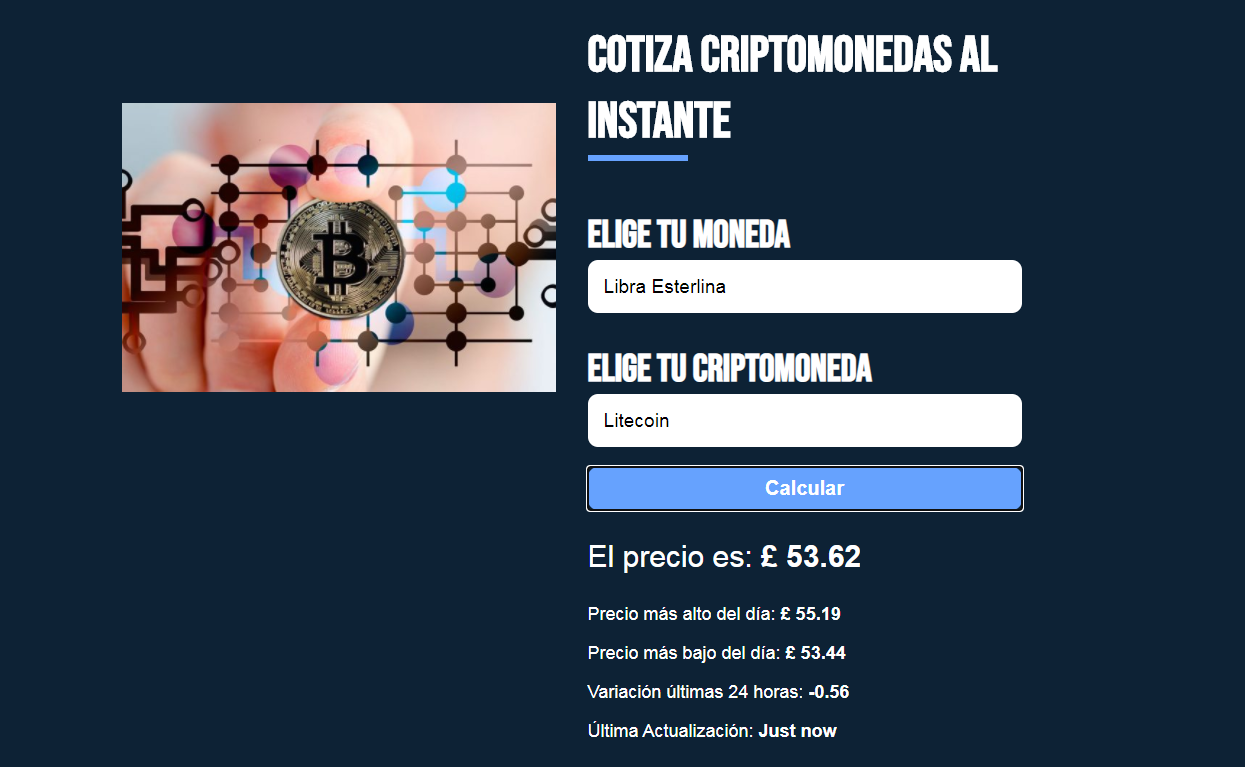 COTIZA CRIPTOMONEDAS AL
INSTANTE
ELIGE TU MONEDA
Libra Esterlina
ELIGE TU CRIPTOMONEDA
Litecoin
Calcular
El precio es: £ 53.62
Precio más alto del día: £ 55.19
Precio más bajo del día: £ 53.44
Variación últimas 24 horas: -0.56
Última Actualización: Just now